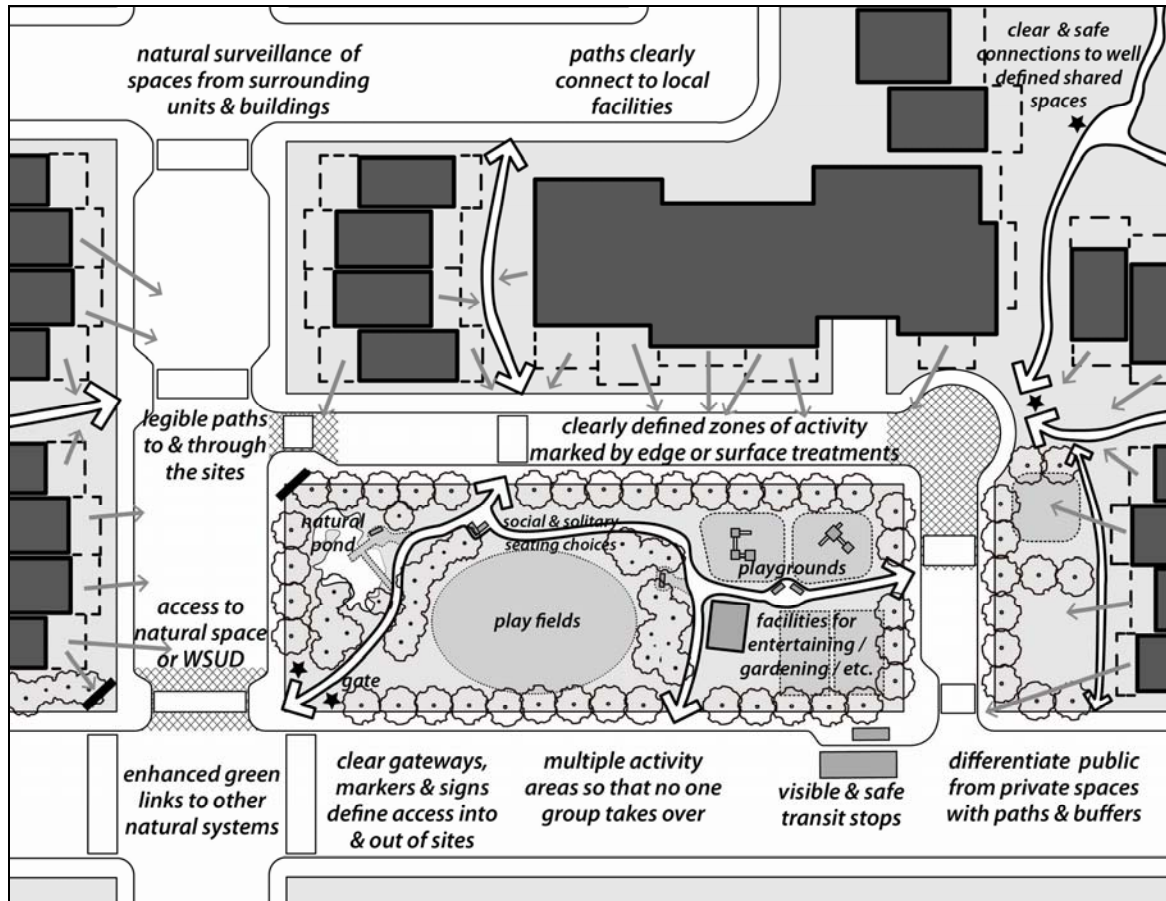 natural surveillance of
spaces from surrounding
units & buildings
paths clearly
connect to local
facilities
clear & safe
connections to well
defined shared
spaces
legible paths
to & through
the sites
clearly defined zones of activity
marked by edge or surface treatments
natural
pond
social & solitary
seating choices
playgrounds
play fields
facilities for
entertaining /
gardening / etc.
access to
natural space
or WSUD
gate
enhanced green
links to other
natural systems
clear gateways,
markers & signs
define access into
& out of sites
multiple activity
areas so that no one
group takes over
visible & safe
transit stops
differentiate public
from private spaces
with paths & buffers